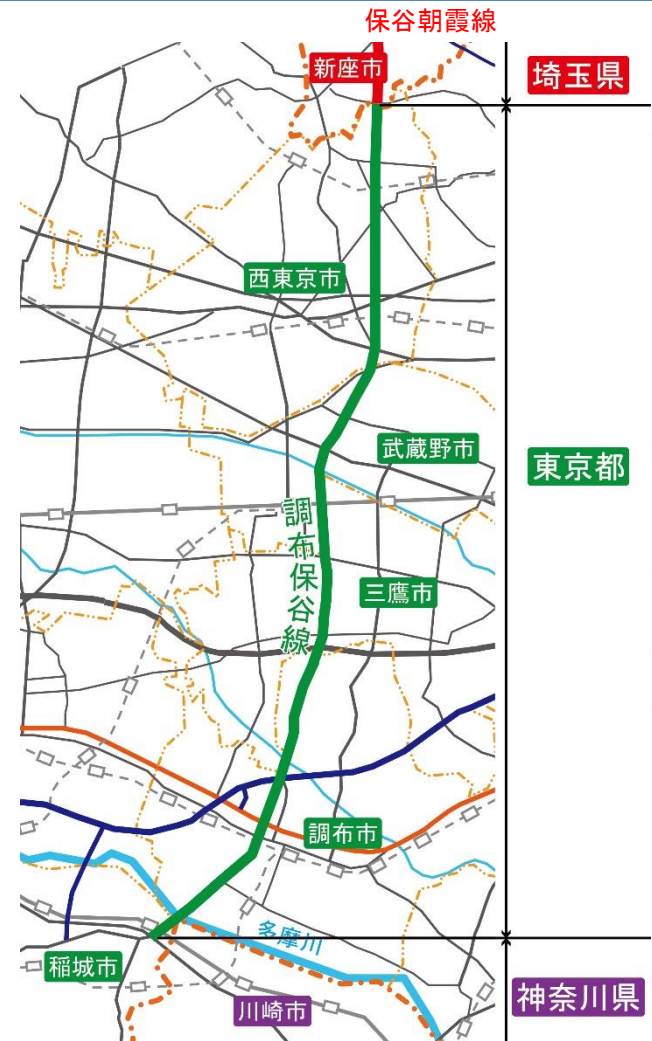 保谷朝霞線
新座市
埼玉県
西東京市
武蔵野市
東京都
調布保谷線
三鷹市
調布市
多摩川
稲城市
川崎市
神奈川県